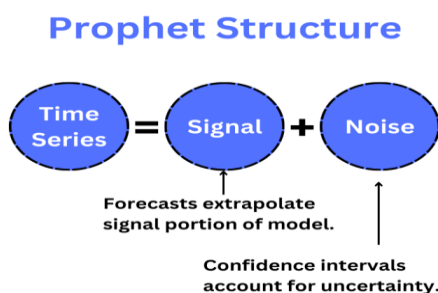 Prophet Structure
Time
Series
=
Signal
+
Noise
Forecasts extrapolate
signal portion of model.
Confidence intervals
account for uncertainty.